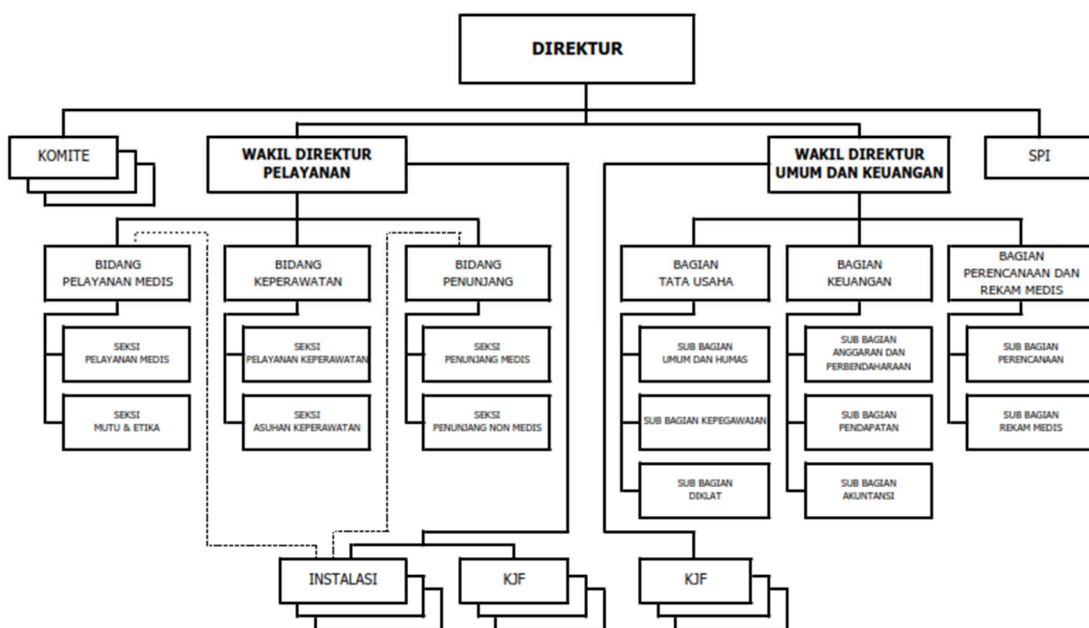 DIREKTUR
KOMITE
WAKIL DIREKTUR
PELAYANAN
WAKIL DIREKTUR
UMUM DAN KEUANGAN
SPI
BIDANG
PELAYANAN MEDIS
BIDANG
KEPERAWATAN
BIDANG
PENUNJANG
BAGIAN
TATA USAHA
BAGIAN
KEUANGAN
BAGIAN
PERENCANAAN DAN
REKAM MEDIS
SEKSI
PELAYANAN MEDIS
SEKSI
PELAYANAN KEPERAWATAN
SEKSI
PENUNJANG MEDIS
SUB BAGIAN
UMUM DAN HUMAS
SUB BAGIAN
ANGGARAN DAN
PERBENDAHARAAN
SUB BAGIAN
PERENCANAAN
SEKSI
MUTU & ETIKA
SEKSI
ASUHAN KEPERAWATAN
SEKSI
PENUNJANG NON MEDIS
SUB BAGIAN KEPEGAWAIAN
SUB BAGIAN
PENDAPATAN
SUB BAGIAN
REKAM MEDIS
SUB BAGIAN
DIKLAT
SUB BAGIAN
AKUNTANSI
INSTALASI
KJF
KJF